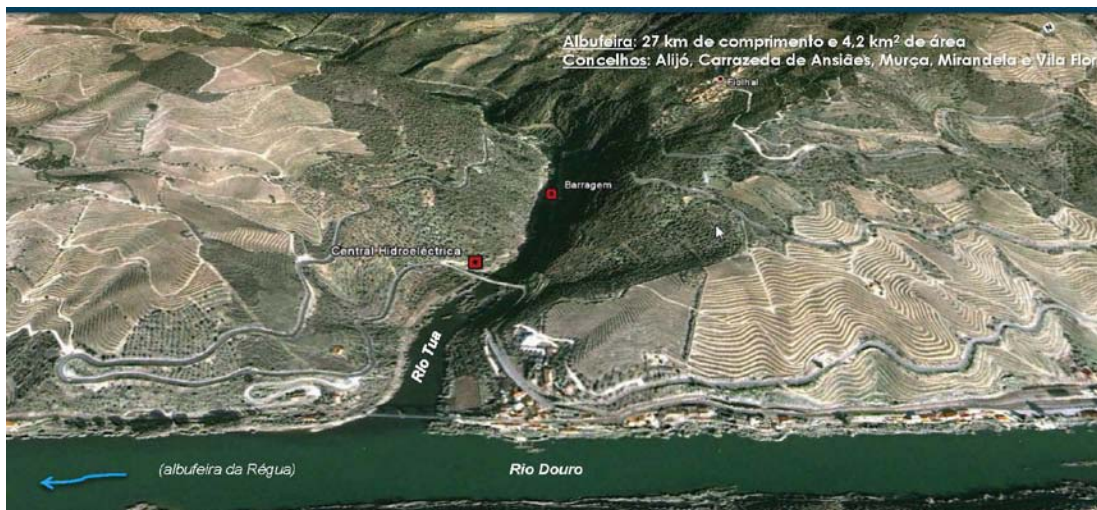 Albufeira: 27 km de comprimento e 4,2 km² de área
Concelhos: Alijó, Carrazeda de Ansiães, Murça, Mirandela e Vila Flor
Fiolhal
Barragem
Central Hidroeléctrica
Rio Tua
(albufeira da Régua)
Rio Douro